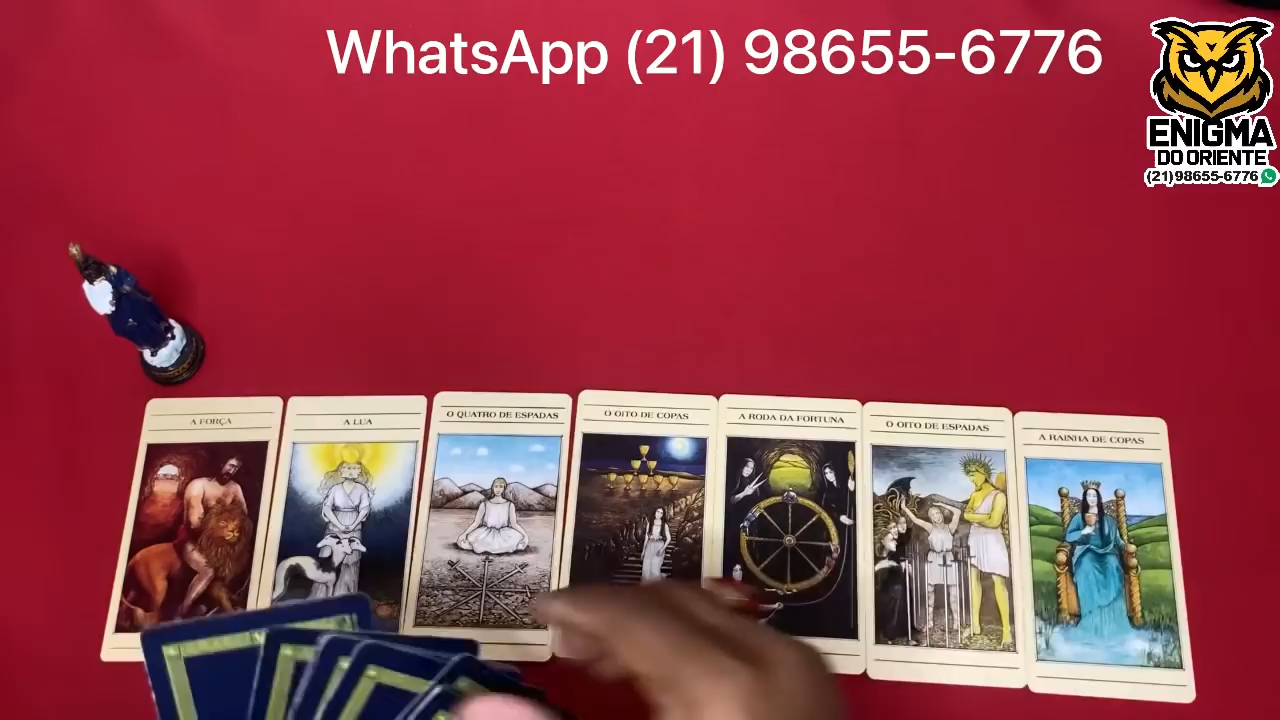 WhatsApp (21) 98655-6776
ENIGMA
DO ORIENTE
(21)98655-6776
A FORÇA
A LUA
O QUATRO DE ESPADAS
O OITO DE COPAS
A RODA DA FORTUNA
O OITO DE ESPADAS
A RAINHA DE COPAS